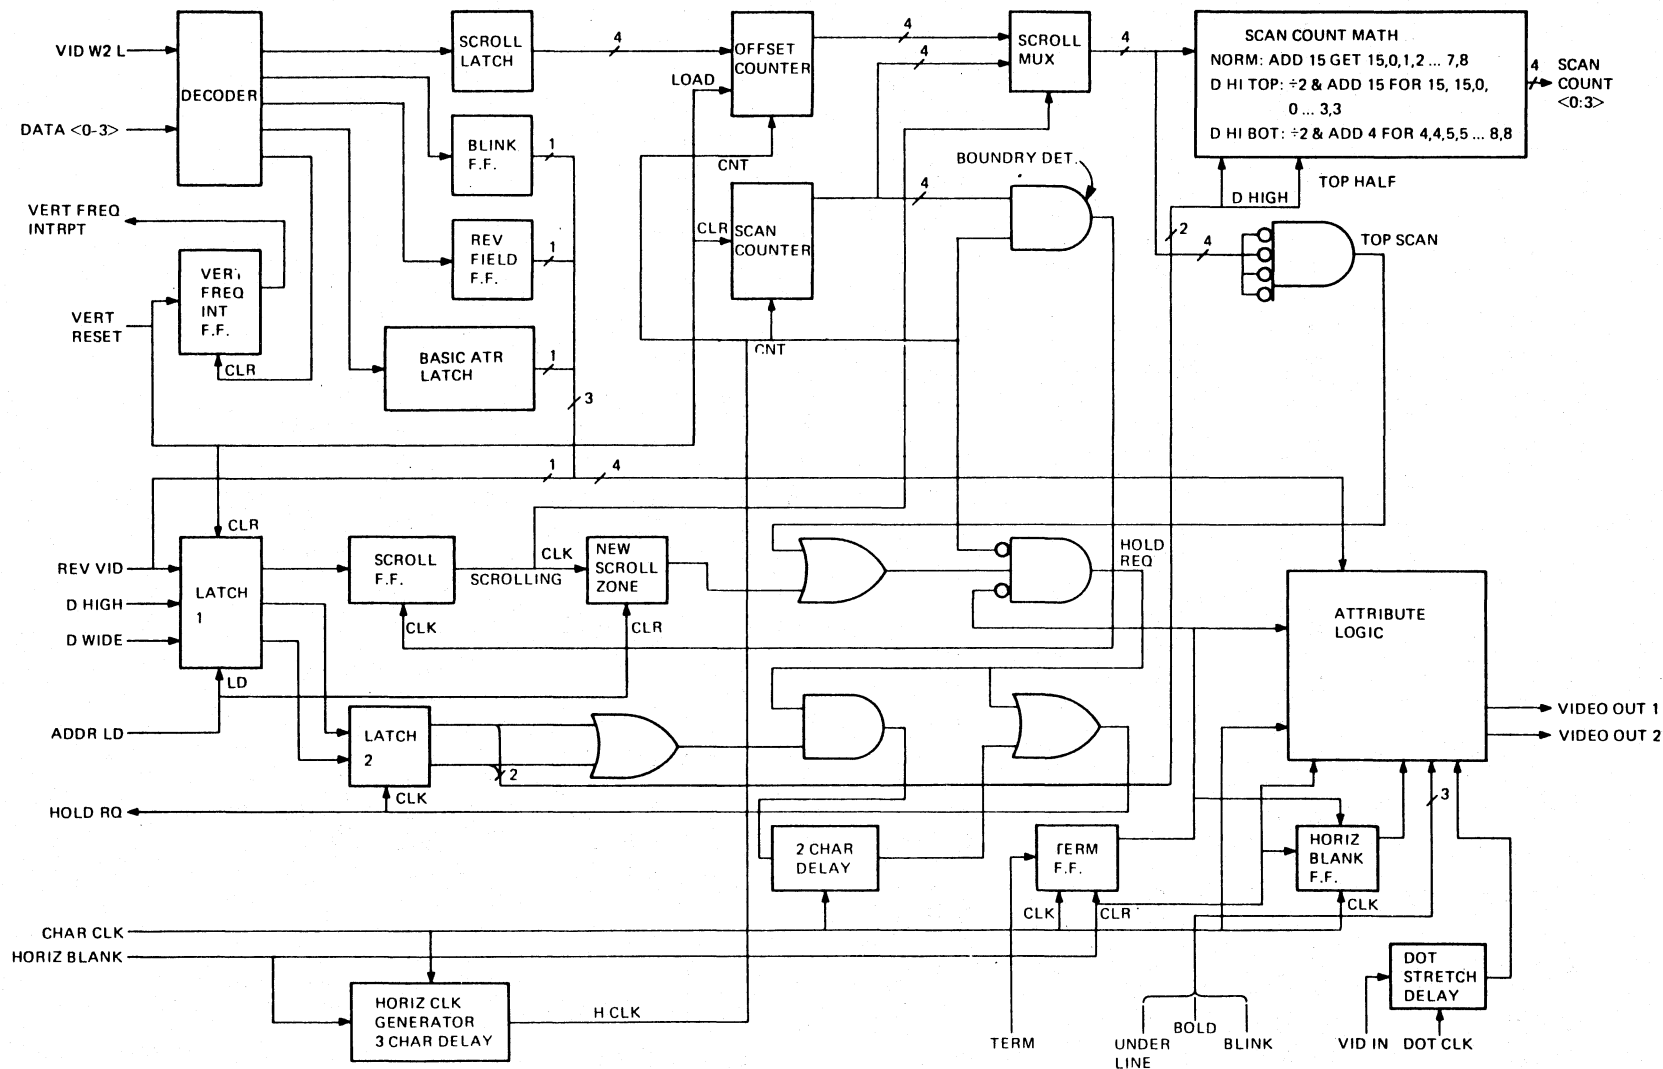 VID W2 L
DATA <0-3>
DECODER
SCROLL
LATCH
4
LOAD
OFFSET
COUNTER
4
4
SCROLL
MUX
4
SCAN COUNT MATH
NORM: ADD 15 GET 15,0,1,2 ... 7,8
D HI TOP: ÷2 & ADD 15 FOR 15, 15,0,
0 ... 3,3
D HI BOT: ÷2 & ADD 4 FOR 4,4,5,5 ... 8,8
4
SCAN
COUNT
<0:3>
BLINK
F.F.
1
CNT
BOUNDRY DET.
TOP HALF
D HIGH
VERT FREQ
INTRPT
VERT
FREQ
INT
F.F.
CLR
VERT
RESET
REV
FIELD
F.F.
1
CLR
SCAN
COUNTER
4
CNT
2
4
TOP SCAN
BASIC ATR
LATCH
1
3
1
4
CLR
REV VID
D HIGH
D WIDE
LATCH
1
LD
SCROLL
F.F.
CLK
SCROLLING
CLK
NEW
SCROLL
ZONE
CLR
HOLD
REQ
ATTRIBUTE
LOGIC
ADDR LD
LATCH
2
CLK
2
HOLD RQ
VIDEO OUT 1
VIDEO OUT 2
2 CHAR
DELAY
TERM
F.F.
CLK
CLR
HORIZ
BLANK
F.F.
CLK
3
CHAR CLK
HORIZ BLANK
HORIZ CLK
GENERATOR
3 CHAR DELAY
H CLK
DOT
STRETCH
DELAY
TERM
UNDER
LINE
BOLD
BLINK
VID IN
DOT CLK